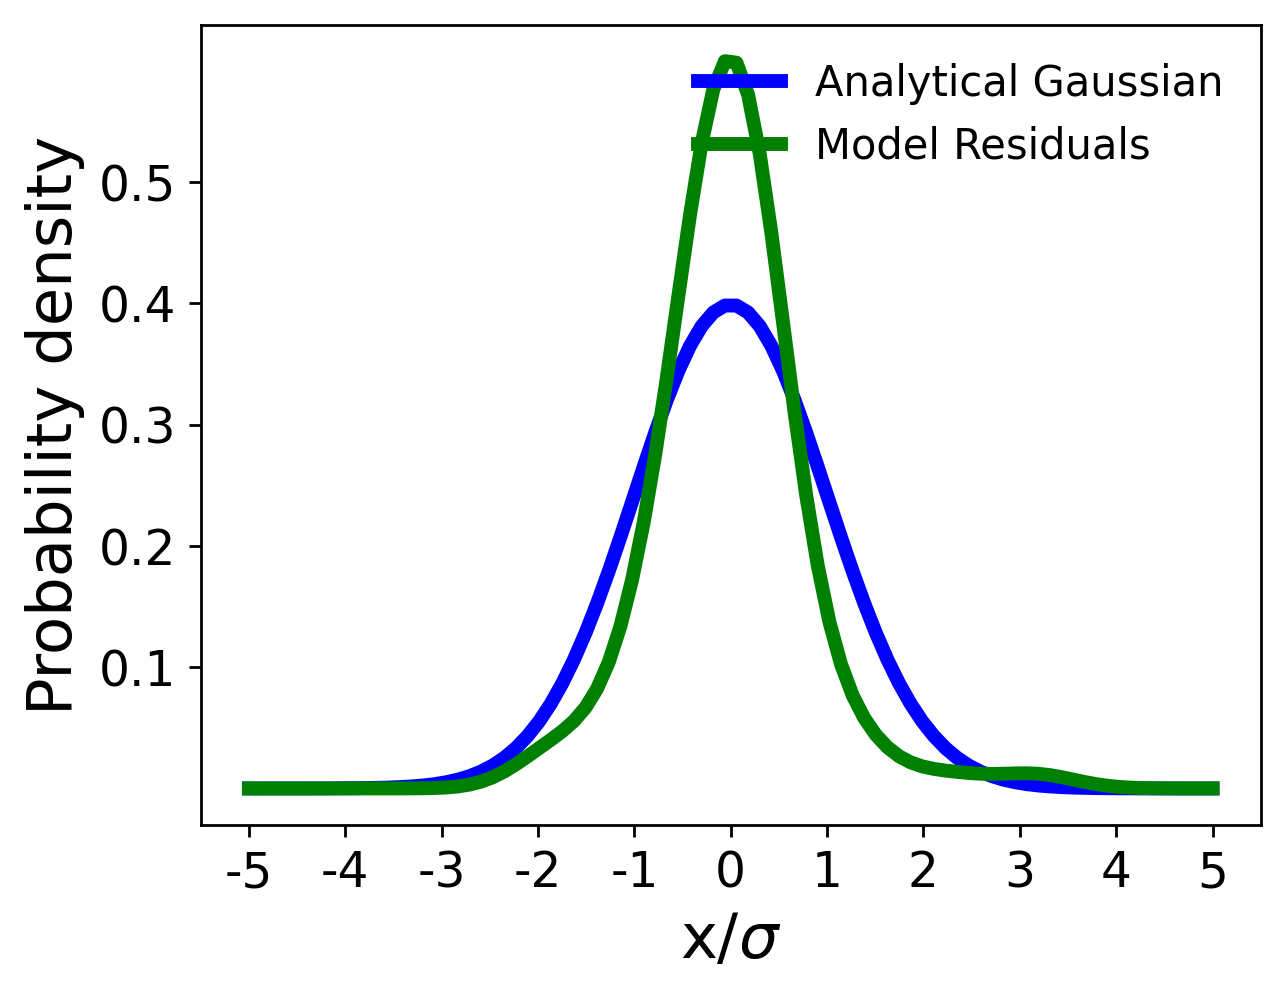 Analytical Gaussian
Model Residuals
Probability density
0.5
0.4
0.3
0.2
0.1
-5 -4 -3 -2 -1 0 1 2 3 4 5
x/σ